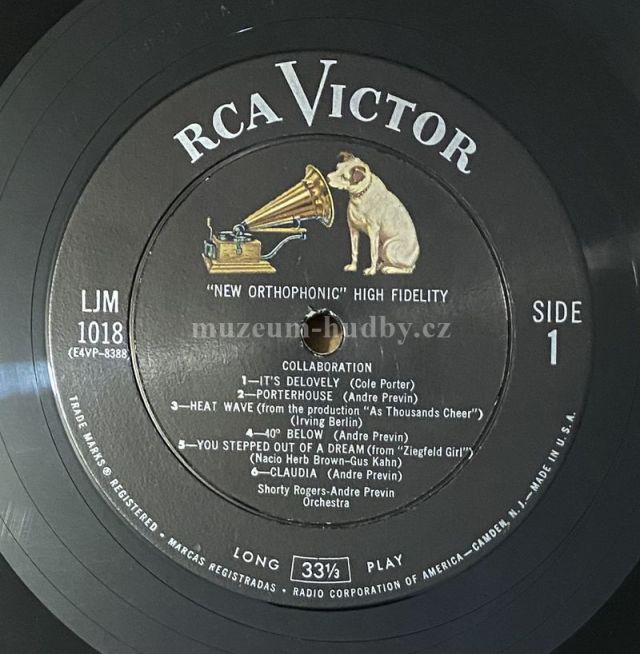 RCA VICTOR
"NEW ORTHOPHONIC" HIGH FIDELITY
LJM
1018
(E4VP-8388)
SIDE
1
muzeum-hudby.cz
COLLABORATION
1—IT'S DELOVELY (Cole Porter)
2—PORTERHOUSE (Andre Previn)
3—HEAT WAVE (from the production "As Thousands Cheer")
(Irving Berlin)
4—40° BELOW (Andre Previn)
5—YOU STEPPED OUT OF A DREAM (from "Ziegfeld Girl")
(Nacio Herb Brown-Gus Kahn)
6—CLAUDIA (Andre Previn)
Shorty Rogers-Andre Previn
Orchestra
LONG 33⅓ PLAY
TRADE MARKS ® REGISTERED • MARCAS REGISTRADAS • RADIO CORPORATION OF AMERICA—CAMDEN, N. J.—MADE IN U. S. A.